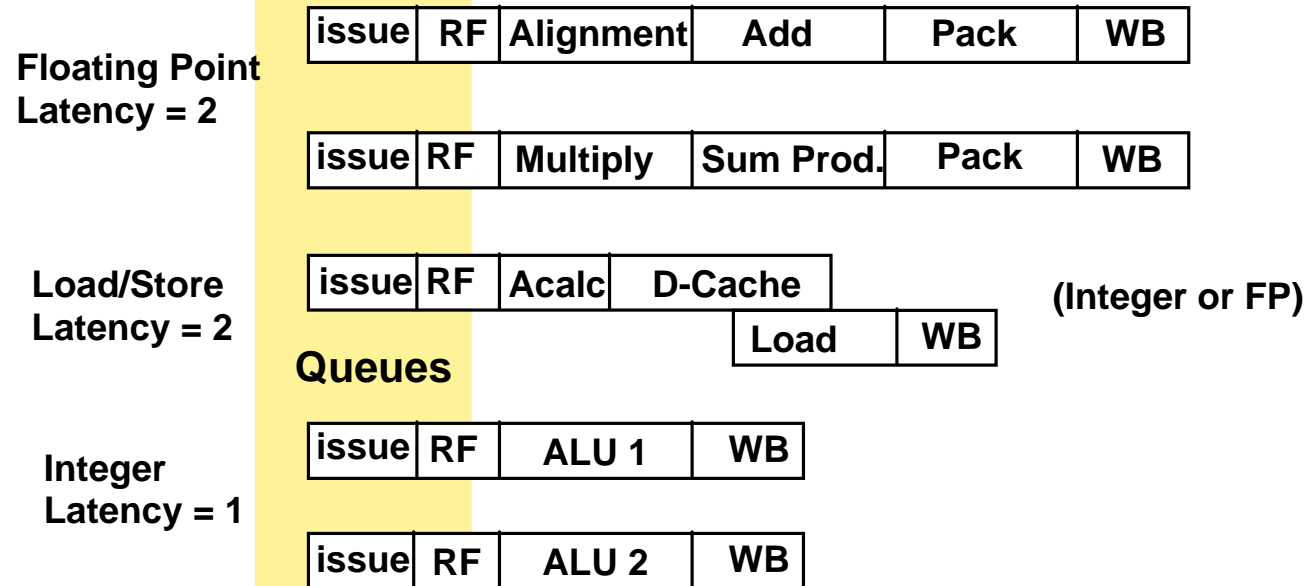 issue RF Alignment Add Pack WB
Floating Point
Latency = 2
issue RF Multiply Sum Prod. Pack WB
Load/Store
Latency = 2
issue RF Acalc D-Cache
Load WB
(Integer or FP)
Queues
Integer
Latency = 1
issue RF ALU 1 WB
issue RF ALU 2 WB